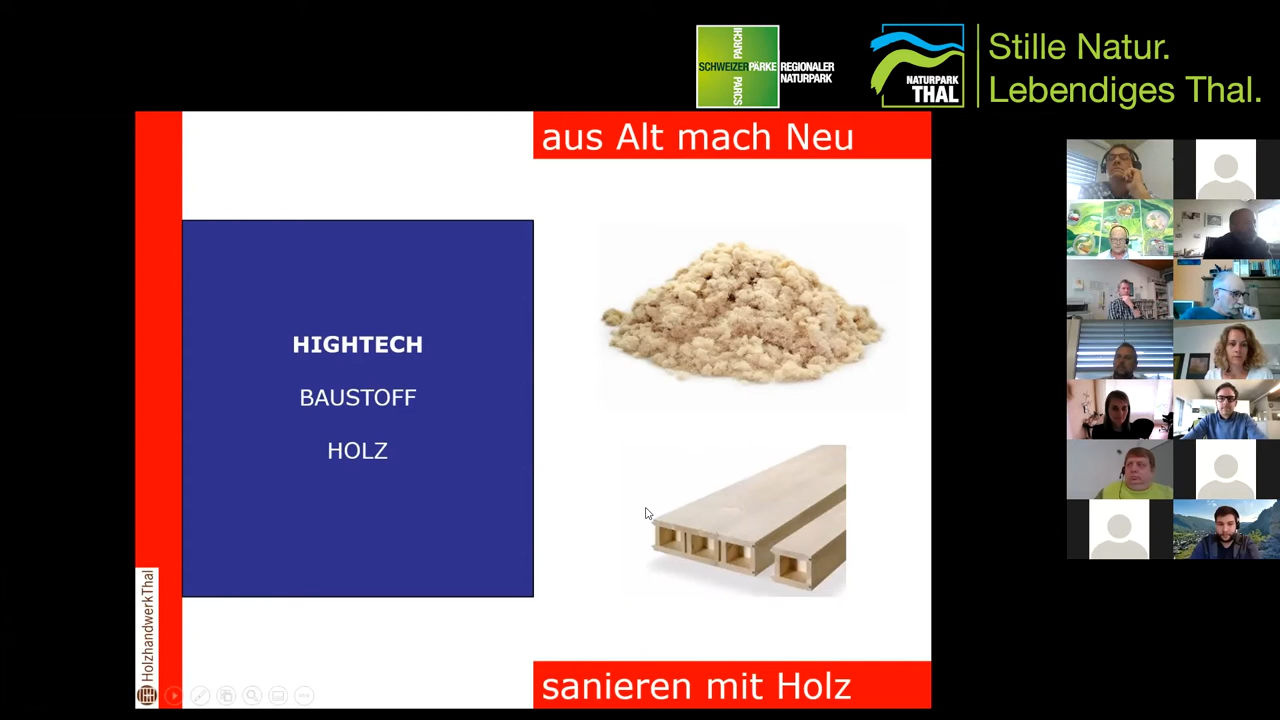 SCHWEIZER PÄRKE
PARCHI
PARCS
REGIONALER
NATURPARK
NATURPARK
THAL
Stille Natur.
Lebendiges Thal.
aus Alt mach Neu
HIGHTECH
BAUSTOFF
HOLZ
HolzhandwerkThal
sanieren mit Holz